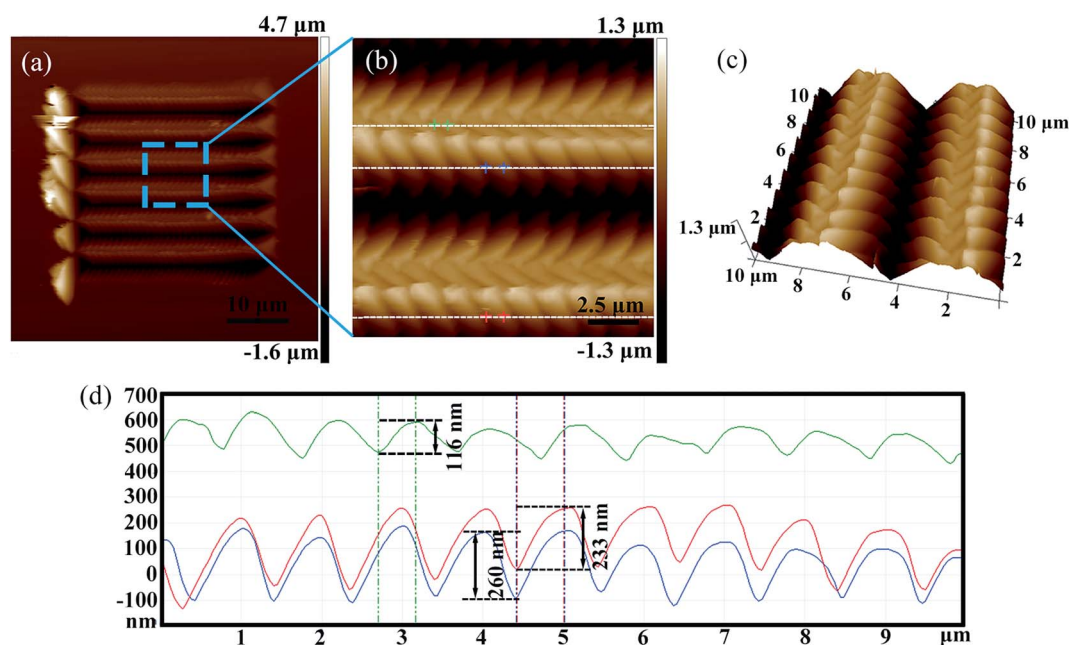 4.7 µm
(a)
10 µm
-1.6 µm
1.3 µm
(b)
2.5 µm
-1.3 µm
(c)
10
8
6
4
2
10 µm
8
6
4
2
1.3 µm
10 µm
8
6
4
2
(d)
700
600
500
400
300
200
100
0
-100
nm
116 nm
260 nm
233 nm
1 2 3 4 5 6 7 8 9 µm